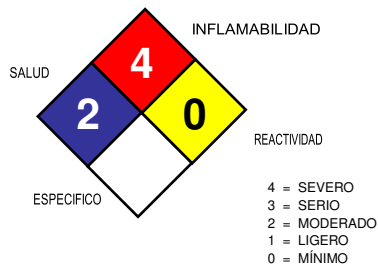 INFLAMABILIDAD
4
SALUD
2
0
REACTIVIDAD
ESPECIFICO
4 = SEVERO
3 = SERIO
2 = MODERADO
1 = LIGERO
0 = MÍNIMO